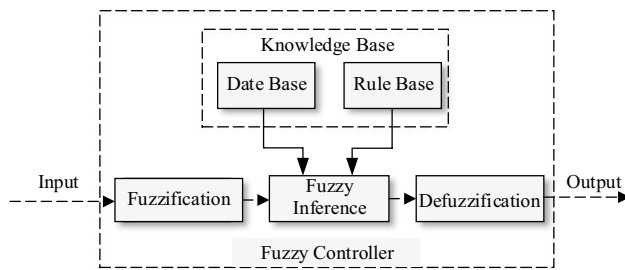 Knowledge Base
Date Base
Rule Base
Input
Fuzzification
Fuzzy
Inference
Defuzzification
Output
Fuzzy Controller